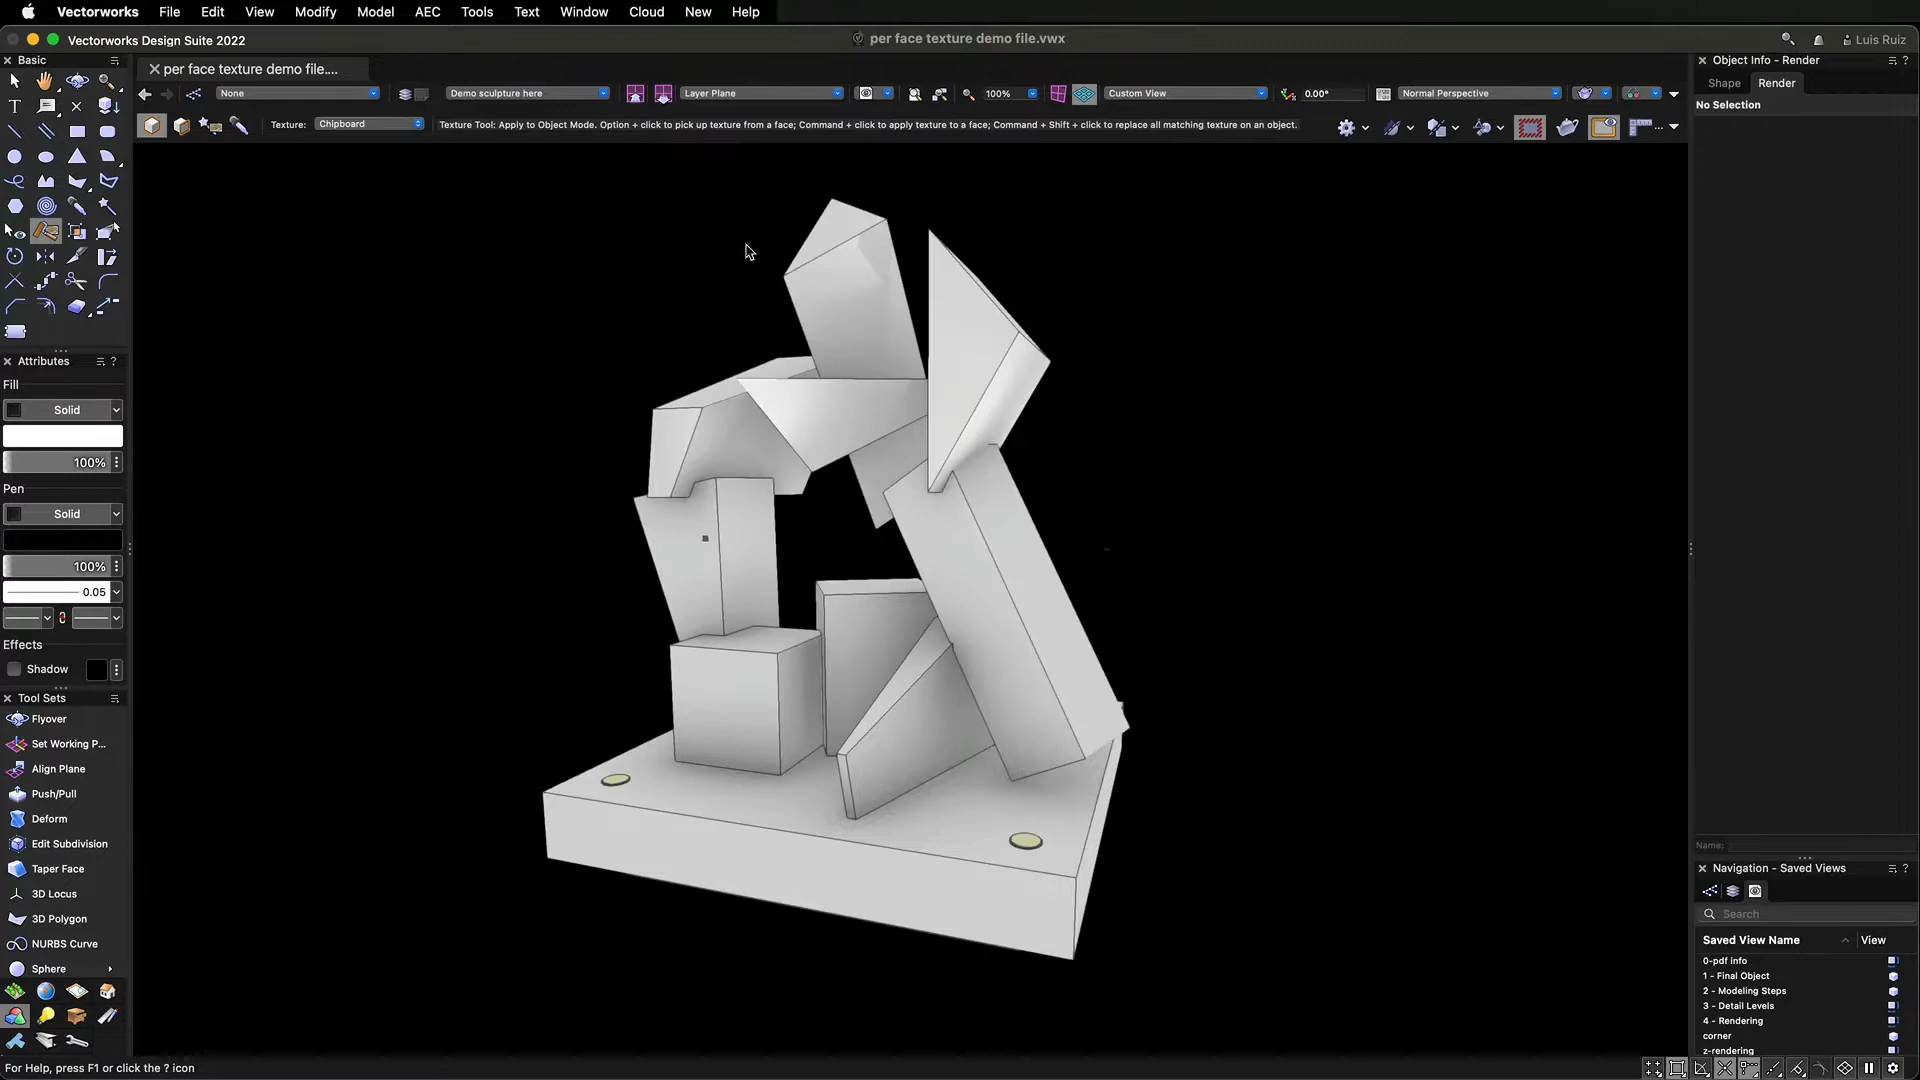 Vectorworks File Edit View Modify Model AEC Tools Text Window Cloud New Help
Vectorworks Design Suite 2022
per face texture demo file.vwx
Luis Ruiz
Basic
per face texture demo file....
None
Demo sculpture here
Layer Plane
100%
Custom View
0.00°
Normal Perspective
Texture: Chipboard
Texture Tool: Apply to Object Mode. Option + click to pick up texture from a face; Command + click to apply texture to a face; Command + Shift + click to replace all matching texture on an object.
Attributes
Fill
Solid
100%
Pen
Solid
100%
0.05
Effects
Shadow
Tool Sets
Flyover
Set Working P...
Align Plane
Push/Pull
Deform
Edit Subdivision
Taper Face
3D Locus
3D Polygon
NURBS Curve
Sphere
For Help, press F1 or click the ? icon
Object Info - Render
Shape Render
No Selection
Name:
Navigation - Saved Views
Search
Saved View Name View
0-pdf info
1 - Final Object
2 - Modeling Steps
3 - Detail Levels
4 - Rendering
corner
z-rendering